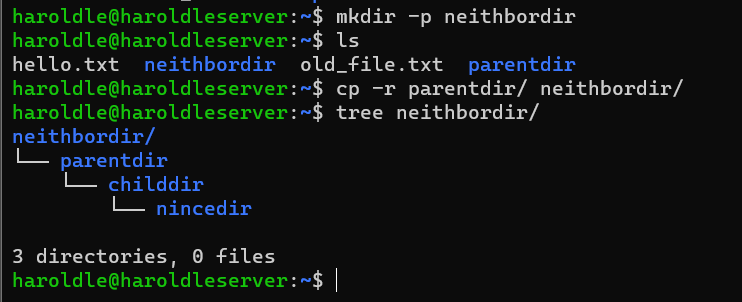 haroldle@haroldleserver:~$ mkdir -p neithbordir
haroldle@haroldleserver:~$ ls
hello.txt  neithbordir  old_file.txt  parentdir
haroldle@haroldleserver:~$ cp -r parentdir/ neithbordir/
haroldle@haroldleserver:~$ tree neithbordir/
neithbordir/
└── parentdir
    └── childdir
        └── nincedir
3 directories, 0 files
haroldle@haroldleserver:~$